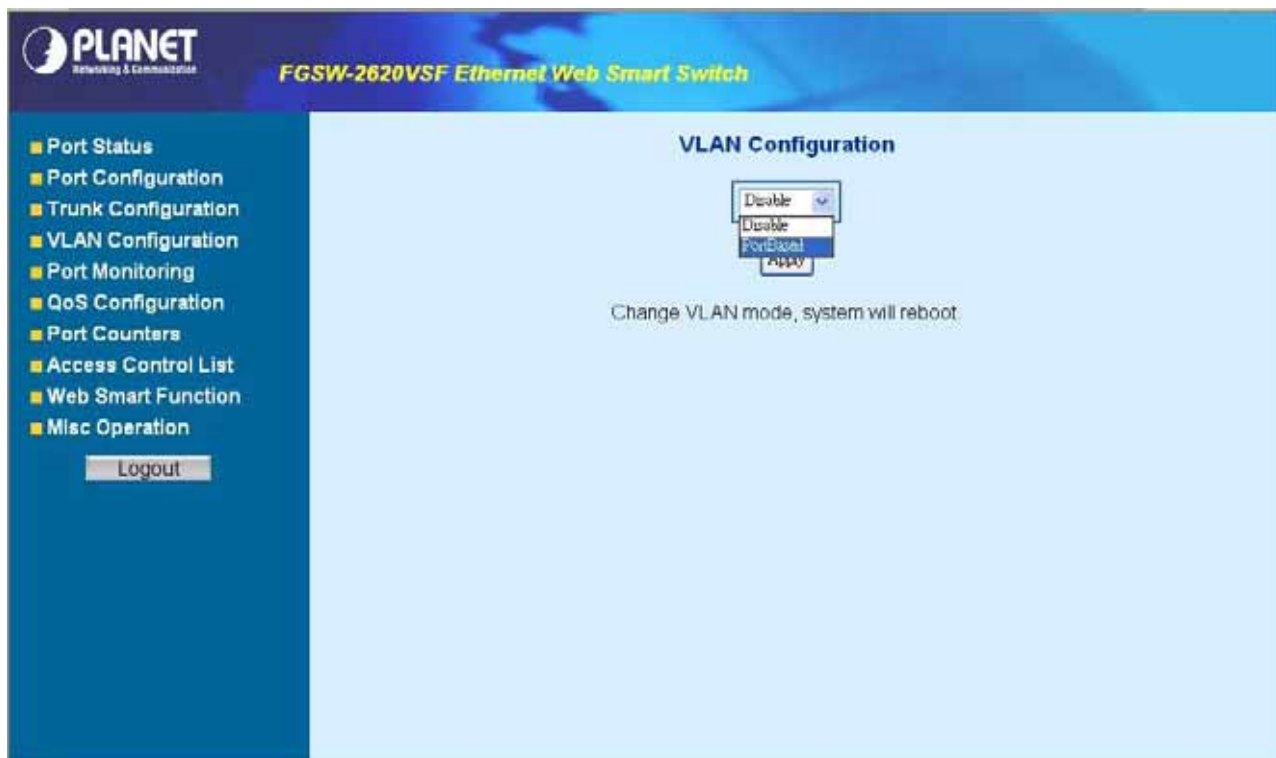 PLANET
Networking & Communication
FGSW-2620VSF Ethernet Web Smart Switch
Port Status
Port Configuration
Trunk Configuration
VLAN Configuration
Port Monitoring
QoS Configuration
Port Counters
Access Control List
Web Smart Function
Misc Operation
Logout
VLAN Configuration
Disable
Disable
PortBased
Apply
Change VLAN mode, system will reboot